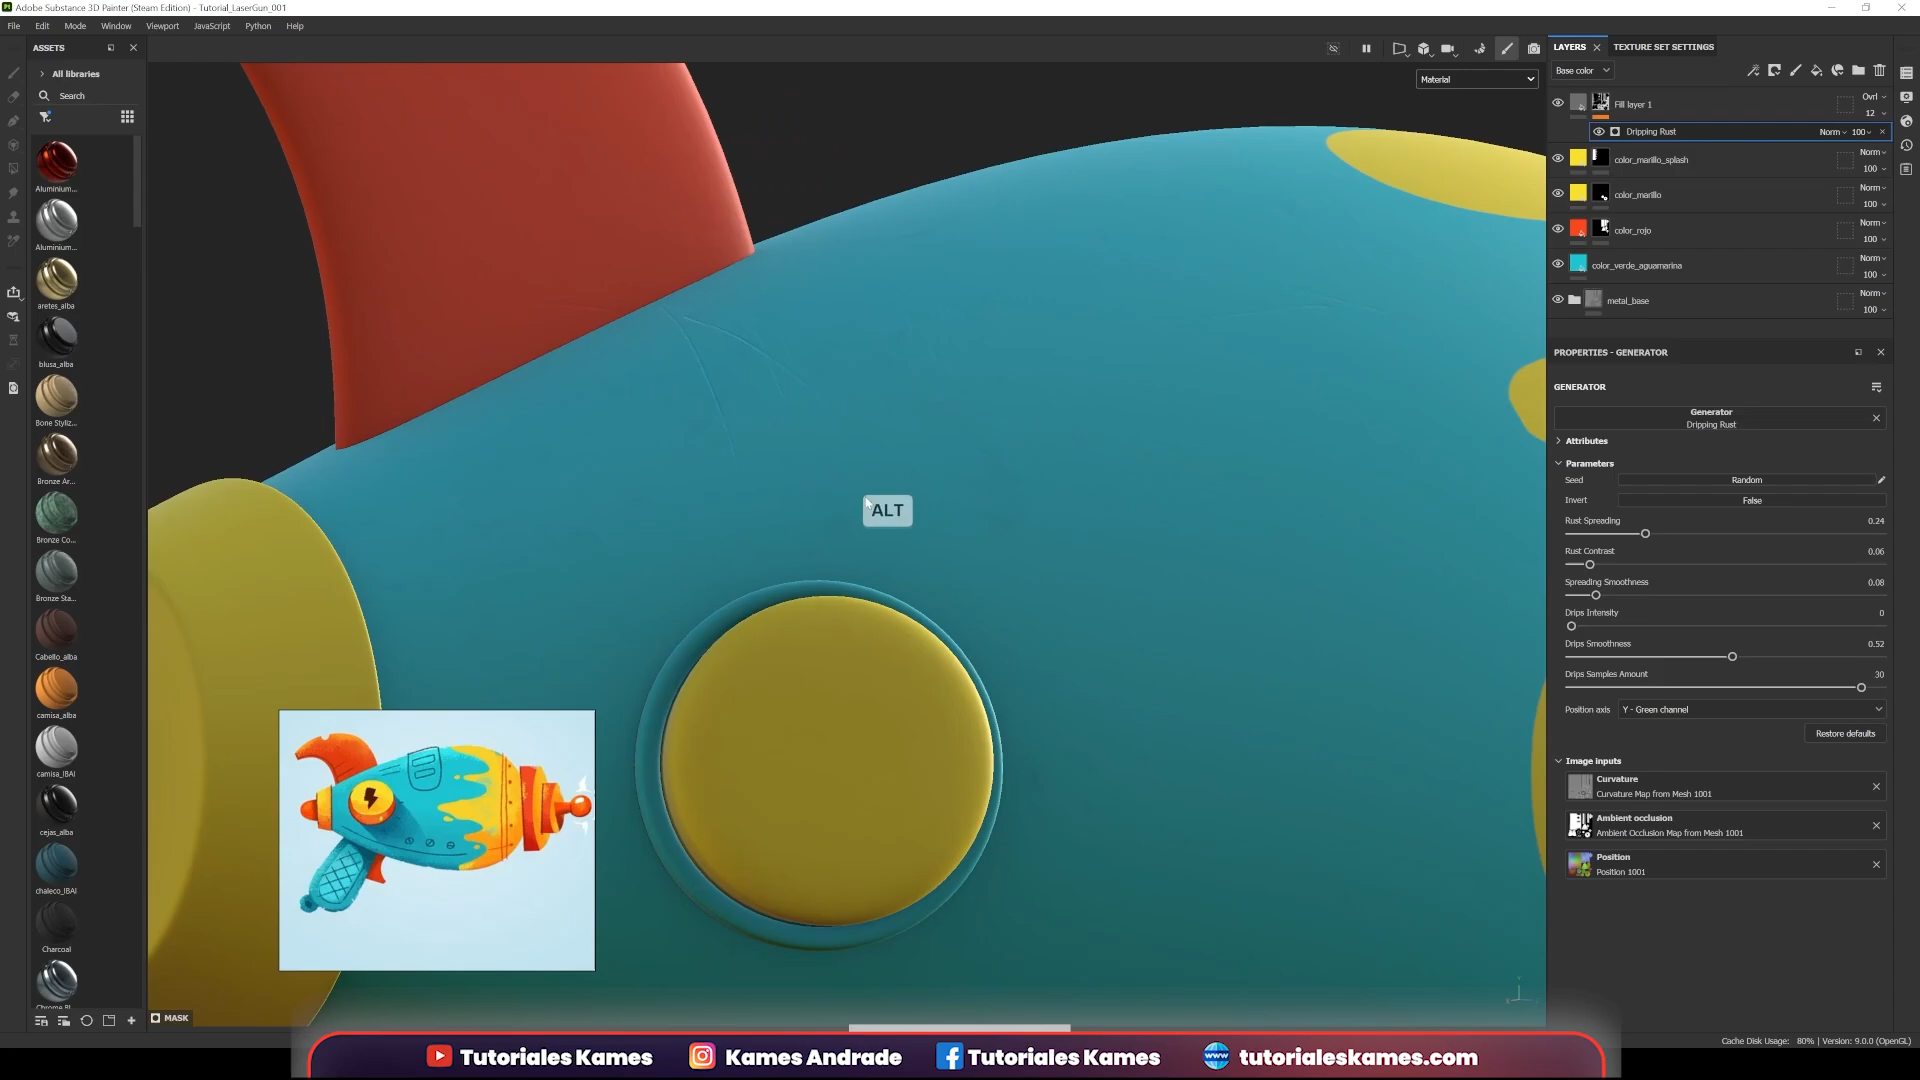 Adobe Substance 3D Painter (Steam Edition) - Tutorial_LaserGun_001
File Edit Mode Window Viewport JavaScript Python Help
ASSETS
All libraries
Search
Aluminium...
Aluminium...
aretes_alba
blusa_alba
Bone Styliz...
Bronze Ar...
Bronze Co...
Bronze Sta...
Cabello_alba
camisa_alba
camisa_IBAI
cejas_alba
chaleco_IBAI
Charcoal
MASK
Material
ALT
LAYERS
TEXTURE SET SETTINGS
Base color
Fill layer 1
Ovrl
12
Dripping Rust
Norm 100
color_marillo_splash
Norm
100
color_marillo
Norm
100
color_rojo
Norm
100
color_verde_aguamarina
Norm
100
metal_base
Norm
100
PROPERTIES - GENERATOR
GENERATOR
Generator
Dripping Rust
Attributes
Parameters
Seed Random
Invert False
Rust Spreading 0.24
Rust Contrast 0.06
Spreading Smoothness 0.08
Drips Intensity 0
Drips Smoothness 0.52
Drips Samples Amount 30
Position axis Y - Green channel
Restore defaults
Image inputs
Curvature
Curvature Map from Mesh 1001
Ambient occlusion
Ambient Occlusion Map from Mesh 1001
Position
Position 1001
Cache Disk Usage: 80% | Version: 9.0.0 (OpenGL)
Tutoriales Kames Kames Andrade Tutoriales Kames tutorialeskames.com